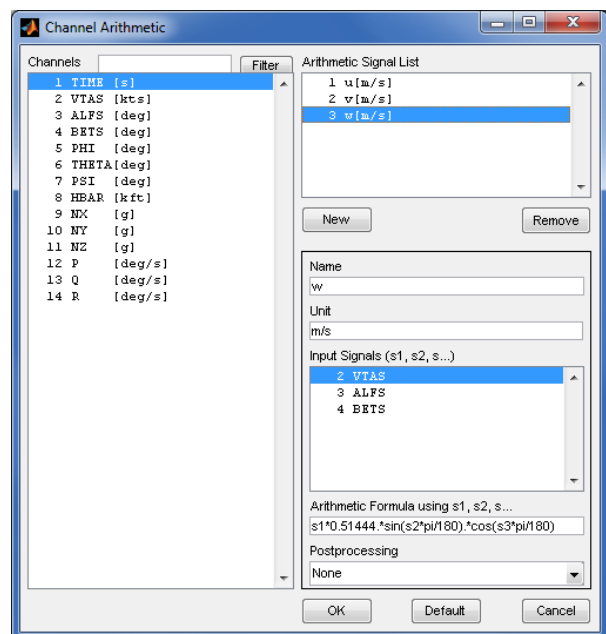 Channel Arithmetic
Channels
Filter
1 TIME [s]
2 VTAS [kts]
3 ALFS [deg]
4 BETS [deg]
5 PHI [deg]
6 THETA[deg]
7 PSI [deg]
8 HBAR [kft]
9 NX [g]
10 NY [g]
11 NZ [g]
12 P [deg/s]
13 Q [deg/s]
14 R [deg/s]
Arithmetic Signal List
1 u[m/s]
2 v[m/s]
3 w[m/s]
New Remove
Name
w
Unit
m/s
Input Signals (s1, s2, s...)
2 VTAS
3 ALFS
4 BETS
Arithmetic Formula using s1, s2, s...
s1*0.51444.*sin(s2*pi/180).*cos(s3*pi/180)
Postprocessing
None
OK Default Cancel